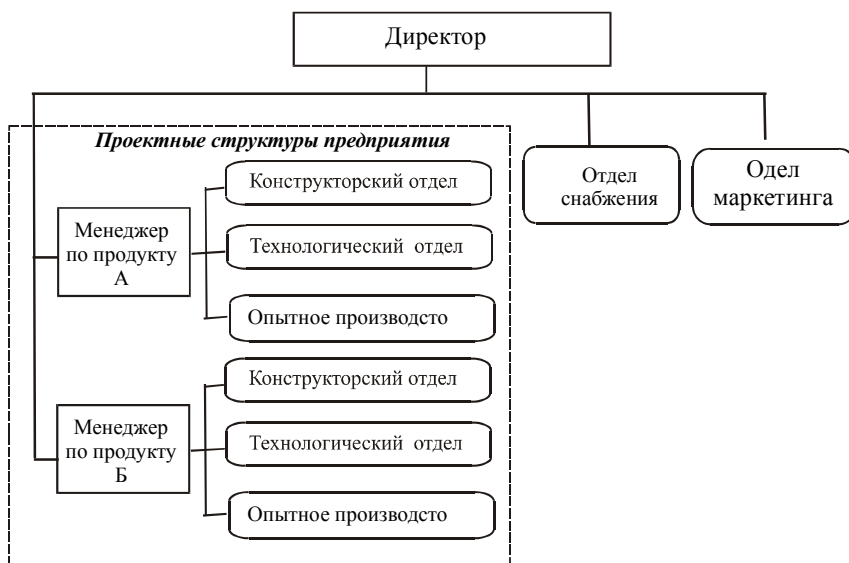 Директор
Проектные структуры предприятия
Конструкторский отдел
Менеджер
по продукту
А
Технологический отдел
Опытное производсто
Конструкторский отдел
Менеджер
по продукту
Б
Технологический отдел
Опытное производсто
Отдел
снабжения
Одел
маркетинга